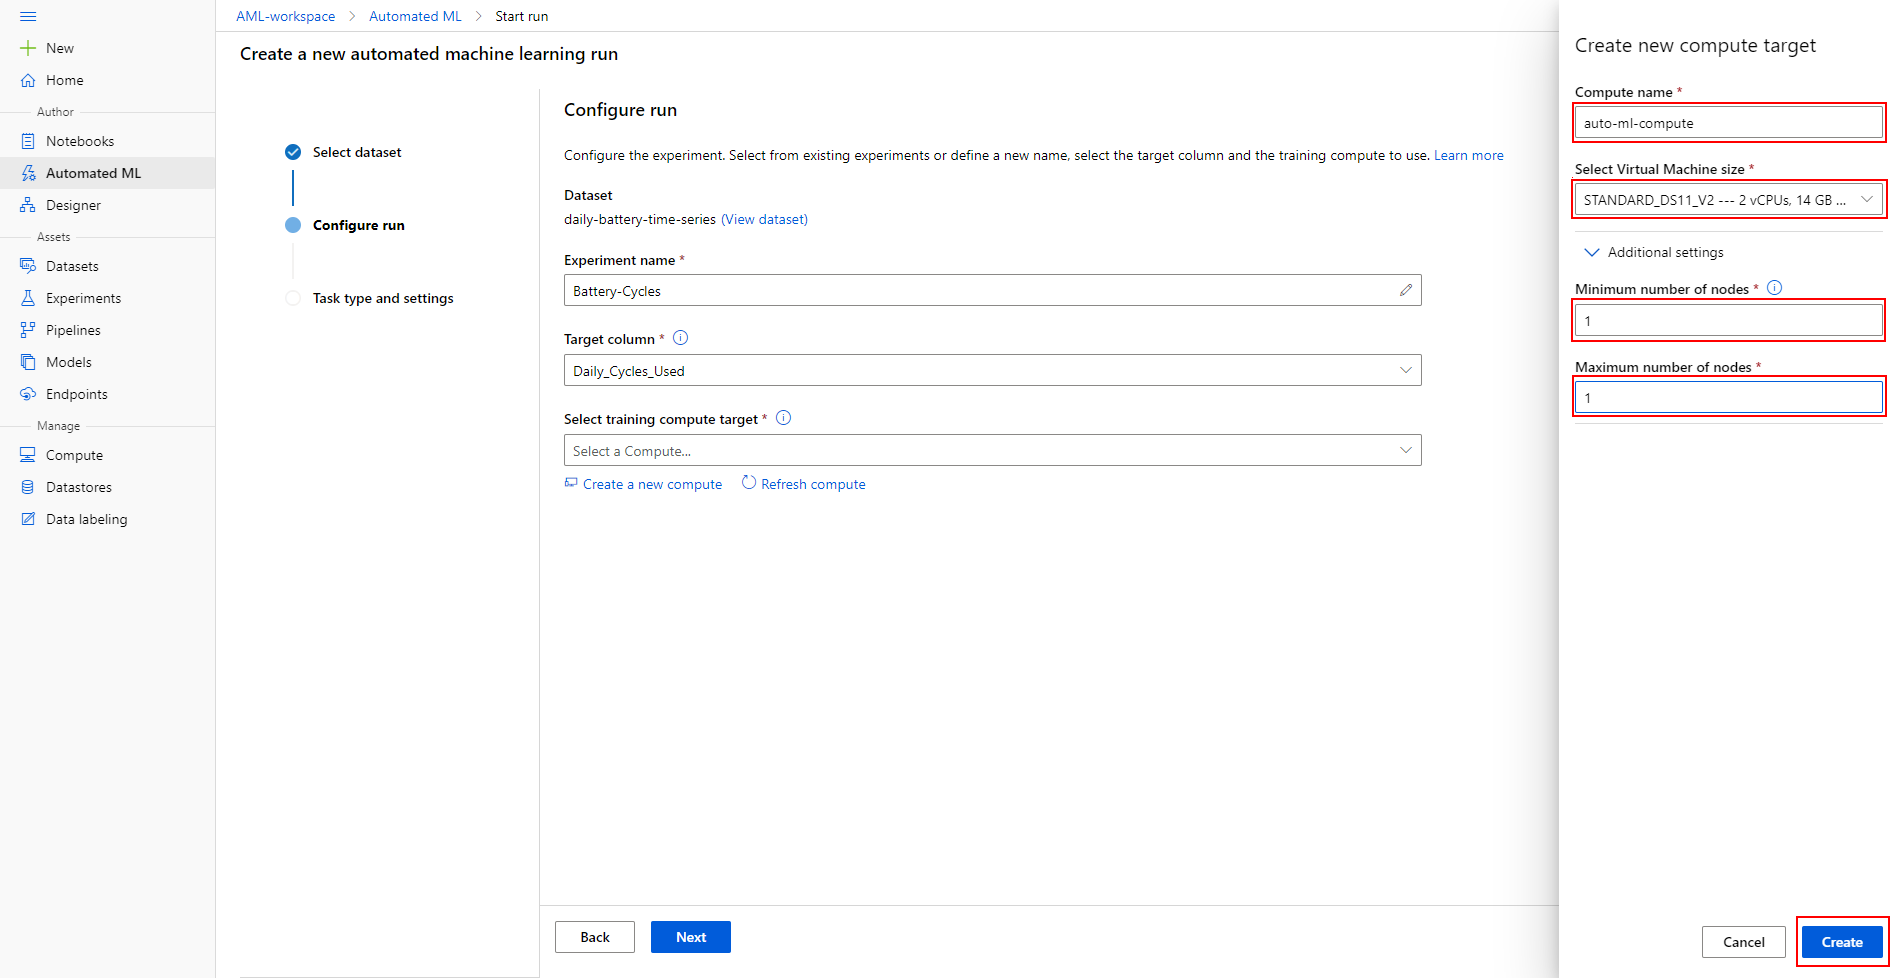 New
Home
Author
Notebooks
Automated ML
Designer
Assets
Datasets
Experiments
Pipelines
Models
Endpoints
Manage
Compute
Datastores
Data labeling
AML-workspace > Automated ML > Start run
Create a new automated machine learning run
Select dataset
Configure run
Task type and settings
Configure run
Configure the experiment. Select from existing experiments or define a new name, select the target column and the training compute to use. Learn more
Dataset
daily-battery-time-series (View dataset)
Experiment name *
Battery-Cycles
Target column *
Daily_Cycles_Used
Select training compute target *
Select a Compute...
Create a new compute Refresh compute
Back Next
Create new compute target
Compute name *
auto-ml-compute
Select Virtual Machine size *
STANDARD_DS11_V2 --- 2 vCPUs, 14 GB ...
Additional settings
Minimum number of nodes *
1
Maximum number of nodes *
1
Cancel Create